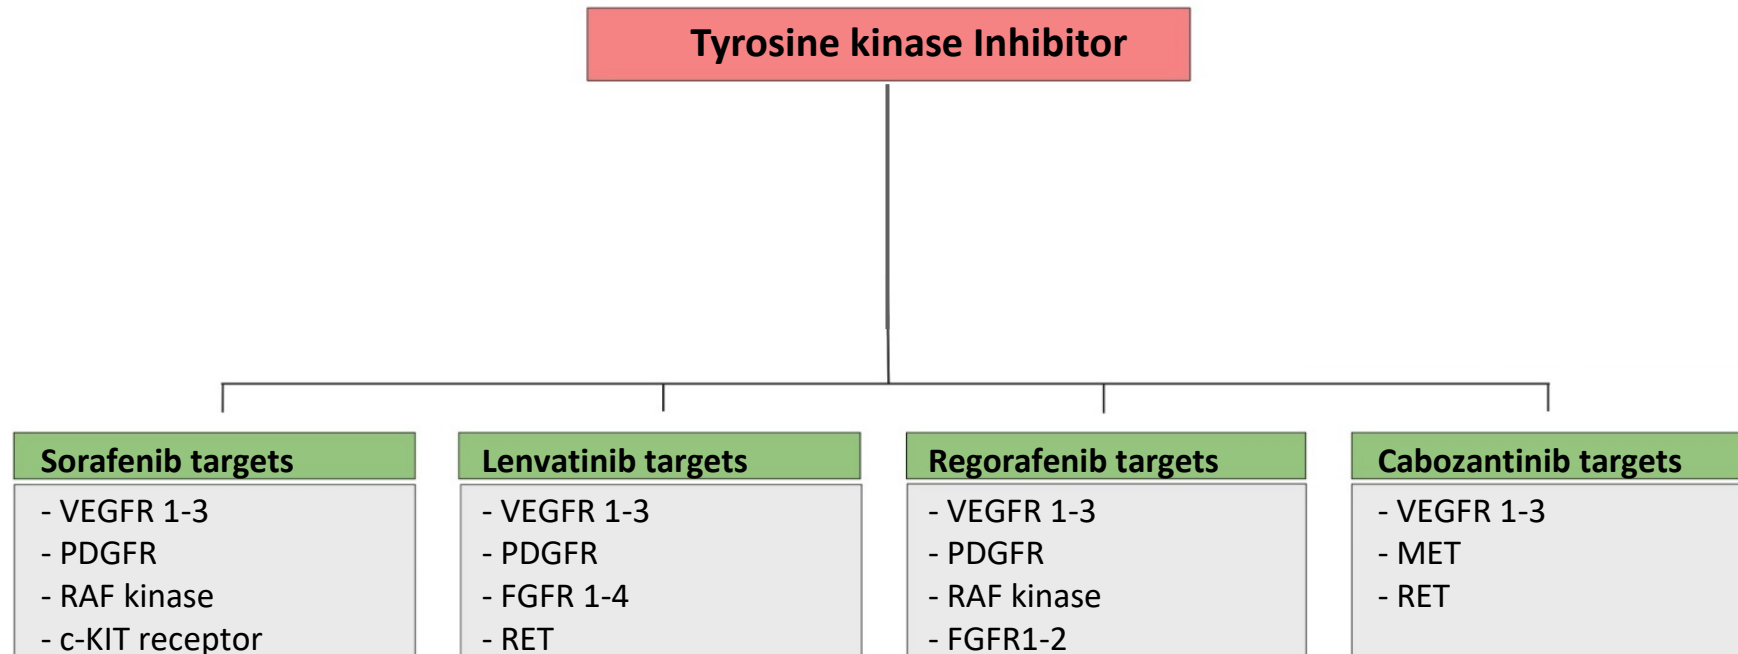 Tyrosine kinase Inhibitor
Sorafenib targets
- VEGFR 1-3
- PDGFR
- RAF kinase
- c-KIT receptor
Lenvatinib targets
- VEGFR 1-3
- PDGFR
- FGFR 1-4
- RET
Regorafenib targets
- VEGFR 1-3
- PDGFR
- RAF kinase
- FGFR1-2
Cabozantinib targets
- VEGFR 1-3
- MET
- RET